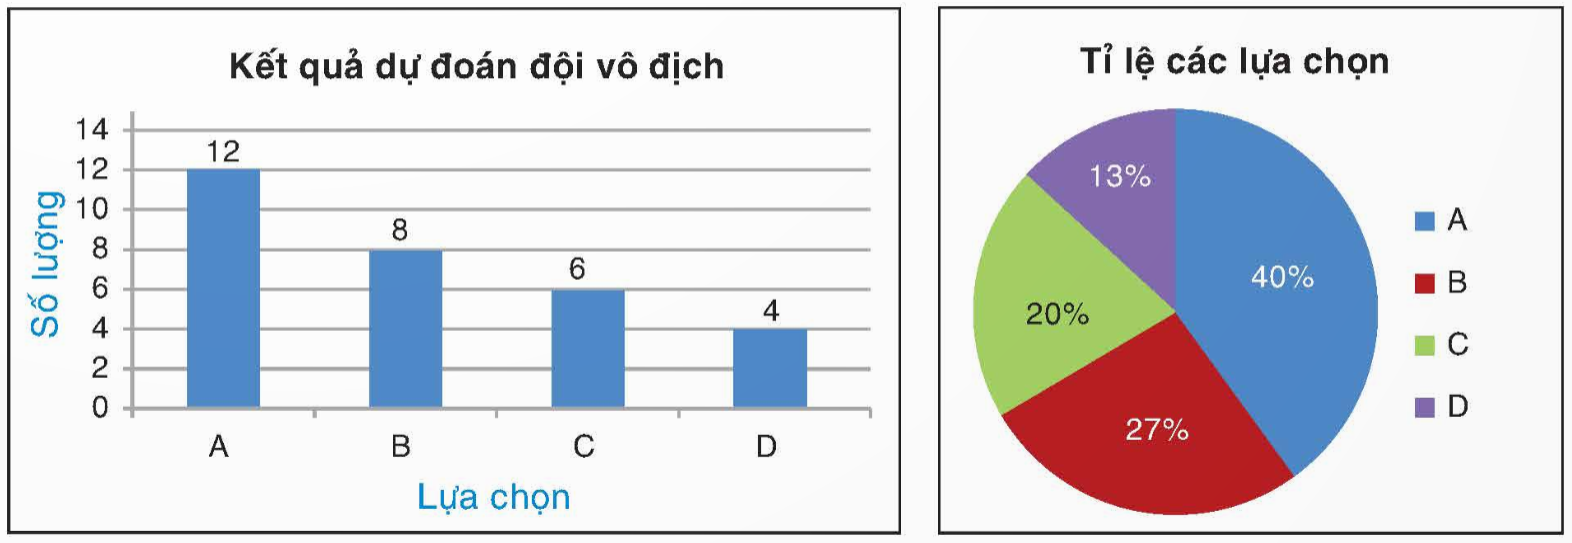 Kết quả dự đoán đội vô địch
Số lượng
14
12
10
8
6
4
2
0
12
8
6
4
A B C D
Lựa chọn
Tỉ lệ các lựa chọn
13%
40%
20%
27%
A
B
C
D